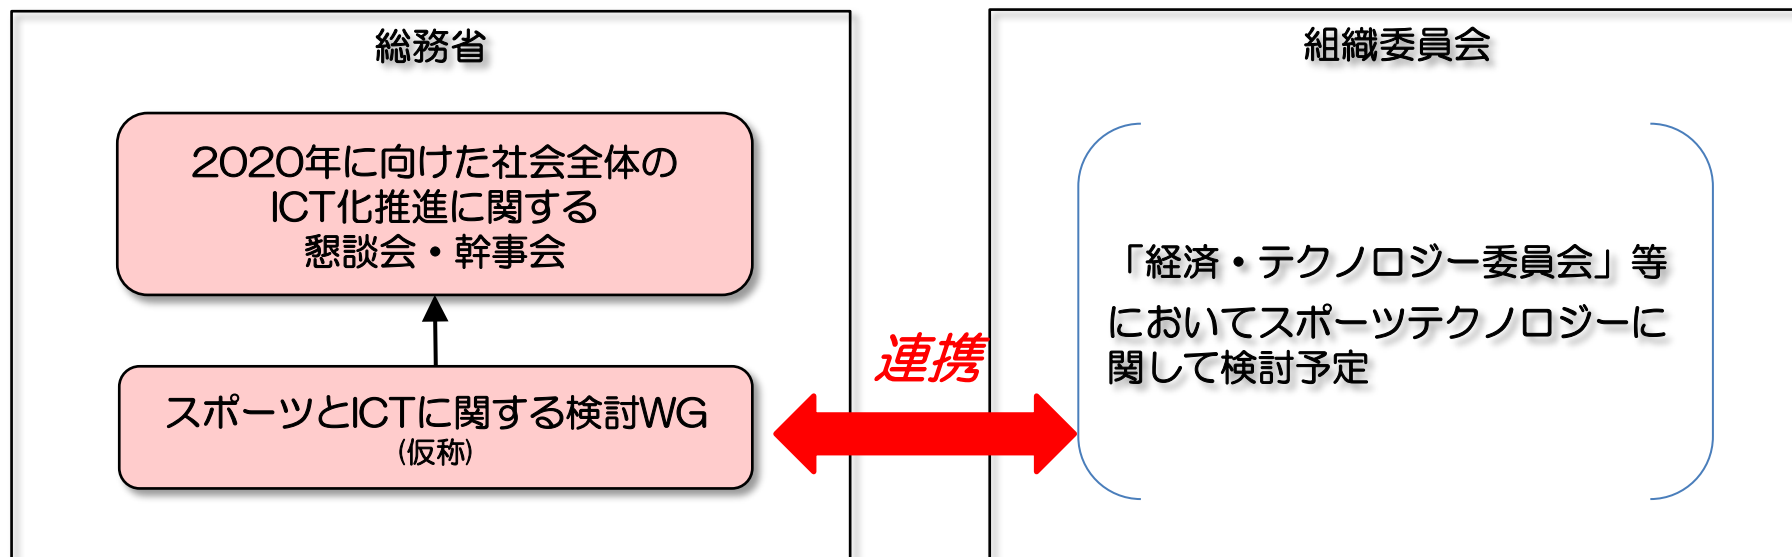 総務省
2020年に向けた社会全体の
ICT化推進に関する
懇談会・幹事会
スポーツとICTに関する検討WG
(仮称)
連携
組織委員会
「経済・テクノロジー委員会」等
においてスポーツテクノロジーに
関して検討予定